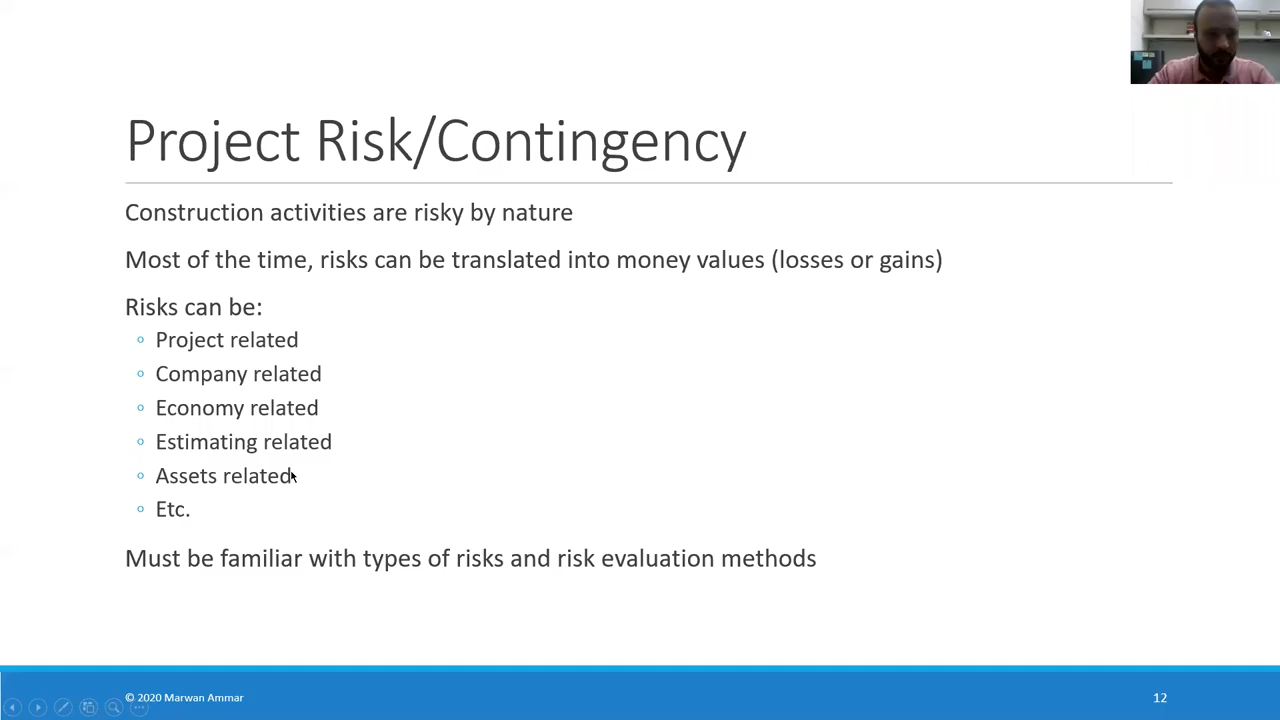 Project Risk/Contingency
Construction activities are risky by nature
Most of the time, risks can be translated into money values (losses or gains)
Risks can be:
Project related
Company related
Economy related
Estimating related
Assets related
Etc.
Must be familiar with types of risks and risk evaluation methods
© 2020 Marwan Ammar
12